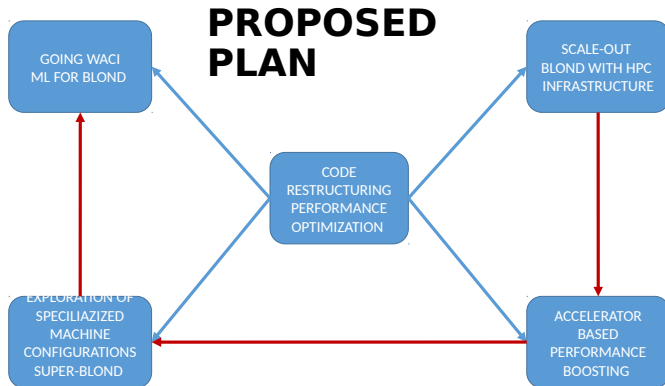 PROPOSED
PLAN
GOING WACI
ML FOR BLOND
SCALE-OUT
BLOND WITH HPC
INFRASTRUCTURE
CODE
RESTRUCTURING
PERFORMANCE
OPTIMIZATION
EXPLORATION OF
SPECILIAZIZED
MACHINE
CONFIGURATIONS
SUPER-BLOND
ACCELERATOR
BASED
PERFORMANCE
BOOSTING